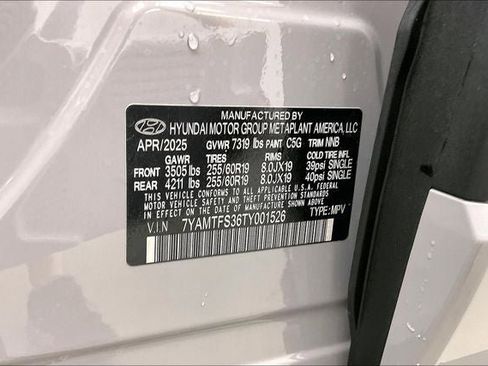 MANUFACTURED BY
HYUNDAI MOTOR GROUP METAPLANT AMERICA, LLC
APR/2025 GVWR 7319 lbs PAINT C5G TRIM NNB
GAWR TIRES RIMS COLD TIRE INFL
FRONT 3505 lbs 255/60R19 8.0JX19 39psi SINGLE
REAR 4211 lbs 255/60R19 8.0JX19 40psi SINGLE
THIS VEHICLE CONFORMS TO ALL APPLICABLE U.S.A. FEDERAL
MOTOR VEHICLE SAFETY AND THEFT PREVENTION STANDARDS
IN EFFECT ON THE DATE OF MANUFACTURE SHOWN ABOVE.
V.I.N 7YAMTFS36TY001526 TYPE:MPV